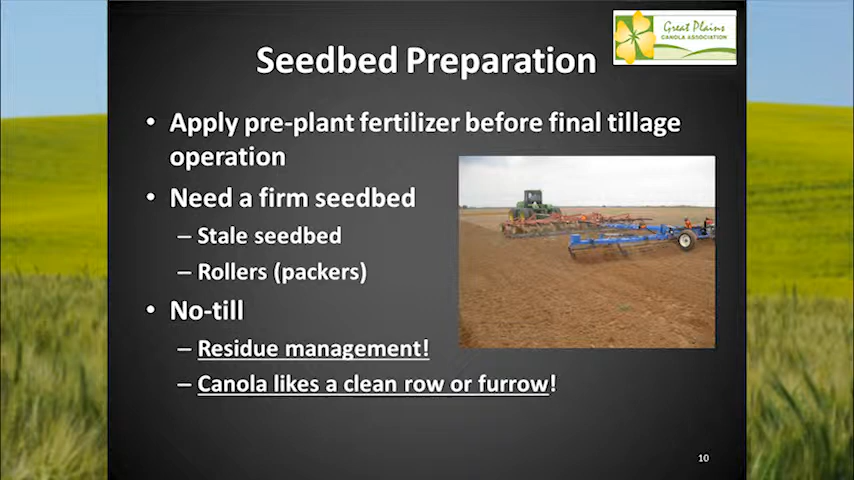 Great Plains
CANOLA ASSOCIATION
Seedbed Preparation
• Apply pre-plant fertilizer before final tillage
operation
• Need a firm seedbed
– Stale seedbed
– Rollers (packers)
• No-till
– Residue management!
– Canola likes a clean row or furrow!
10